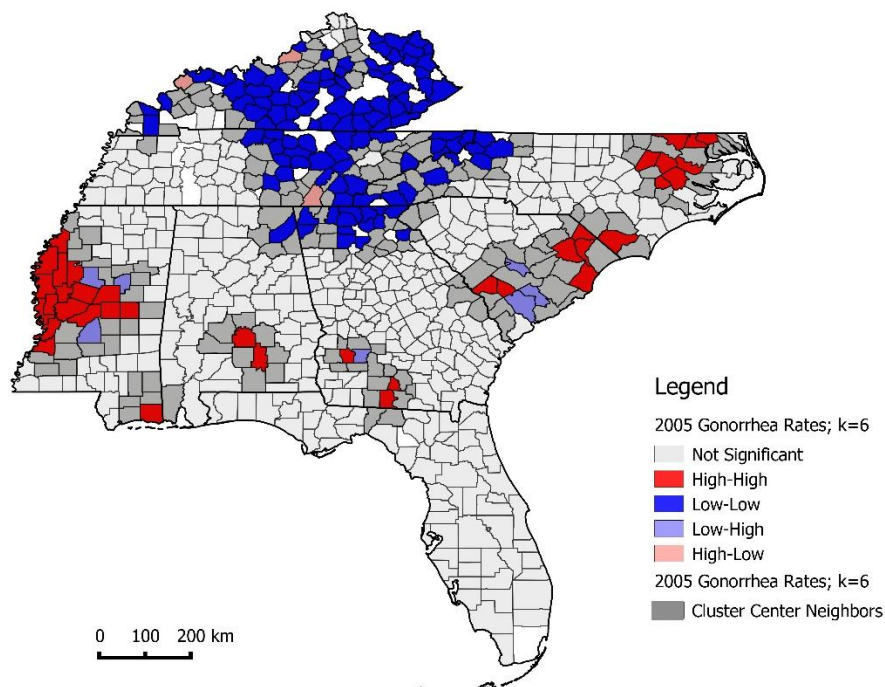 Legend
2005 Gonorrhea Rates; k=6
Not Significant
High-High
Low-Low
Low-High
High-Low
2005 Gonorrhea Rates; k=6
Cluster Center Neighbors
0 100 200 km